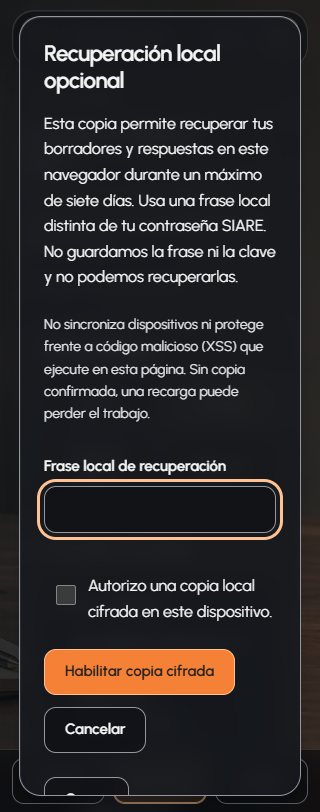 Recuperación local
opcional
Esta copia permite recuperar tus
borradores y respuestas en este
navegador durante un máximo
de siete días. Usa una frase local
distinta de tu contraseña SIARE.
No guardamos la frase ni la clave
y no podemos recuperarlas.
No sincroniza dispositivos ni protege
frente a código malicioso (XSS) que
ejecute en esta página. Sin copia
confirmada, una recarga puede
perder el trabajo.
Frase local de recuperación
Autorizo una copia local
cifrada en este dispositivo.
Habilitar copia cifrada
Cancelar